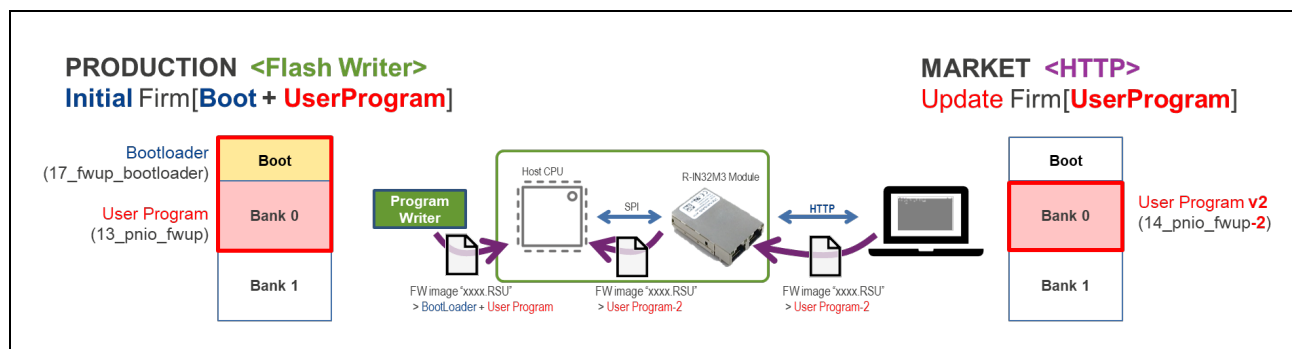 PRODUCTION <Flash Writer>
Initial Firm[Boot + UserProgram]
Bootloader
(17_fwup_bootloader)
User Program
(13_pnio_fwup)
Boot
Bank 0
Bank 1
Program
Writer
Host CPU
SPI
R-IN32M3 Module
HTTP
FW image "xxxx.RSU"
> BootLoader + User Program
FW image "xxxx.RSU"
> User Program-2
FW image "xxxx.RSU"
> User Program-2
MARKET <HTTP>
Update Firm[UserProgram]
Boot
Bank 0
Bank 1
User Program v2
(14_pnio_fwup-2)